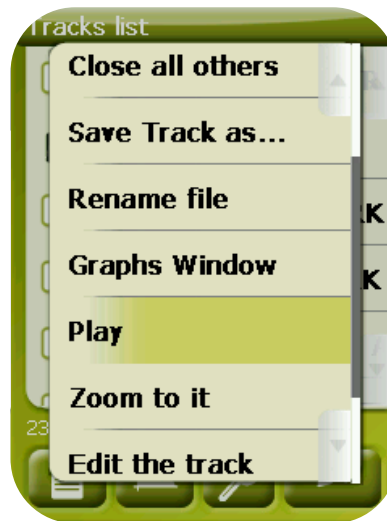 Tracks list
Close all others
Save Track as...
Rename file
K
Graphs Window
K
Play
Zoom to it
23
Edit the track